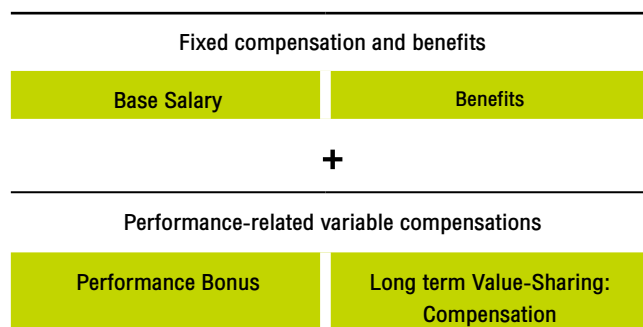 Fixed compensation and benefits
Base Salary
Benefits
+
Performance-related variable compensations
Performance Bonus
Long term Value-Sharing:
Compensation